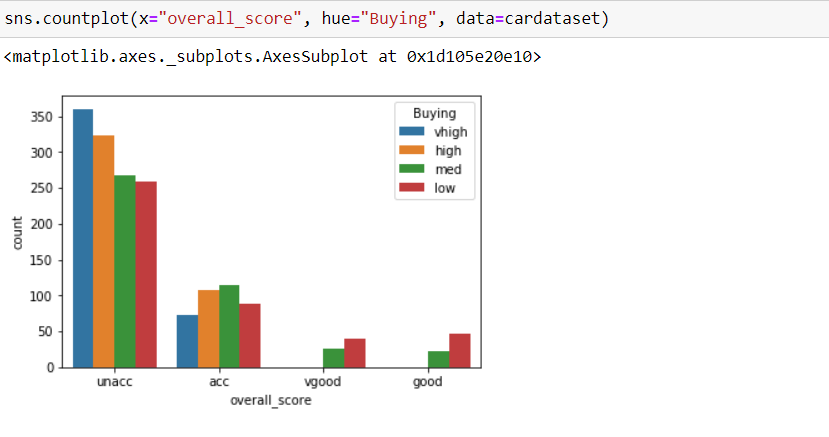 sns.countplot(x="overall_score", hue="Buying", data=cardataset)
<matplotlib.axes._subplots.AxesSubplot at 0x1d105e20e10>
Buying
vhigh
high
med
low
350
300
250
200
150
100
50
0
count
unacc acc vgood good
overall_score